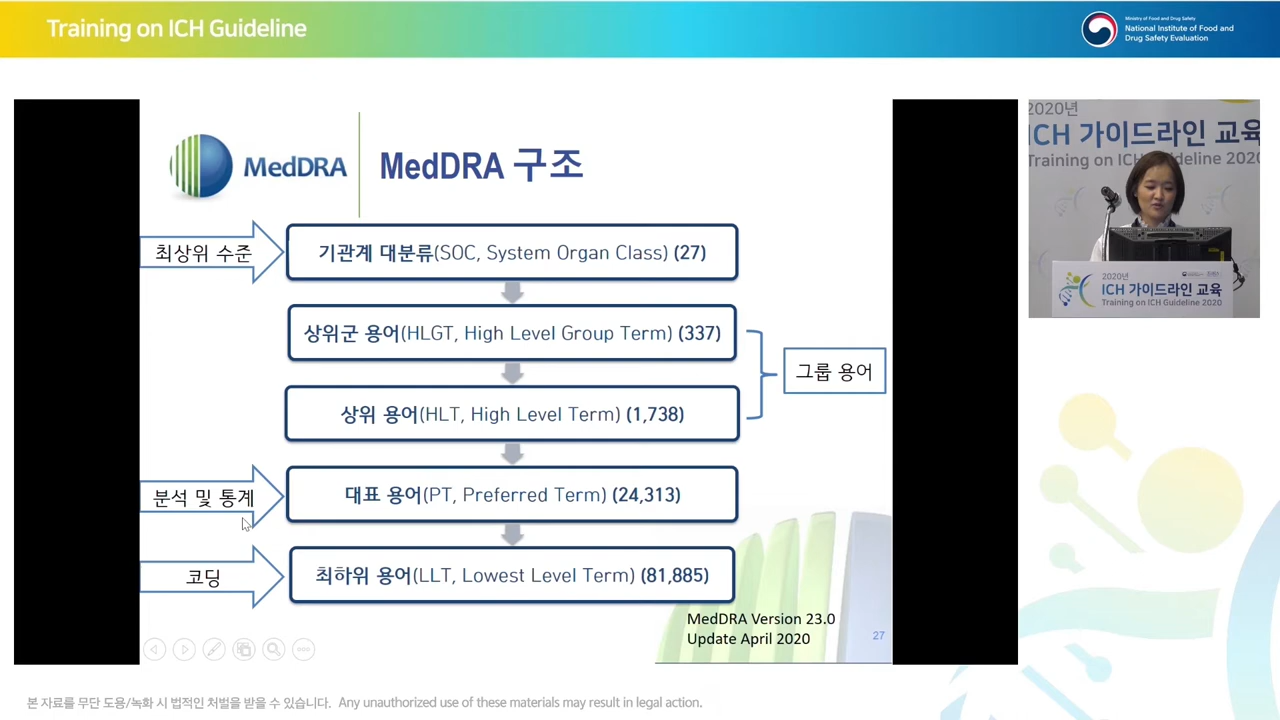 Training on ICH Guideline
Ministry of Food and Drug Safety
National Institute of Food and
Drug Safety Evaluation
MedDRA
MedDRA 구조
최상위 수준
기관계 대분류(SOC, System Organ Class) (27)
상위군 용어(HLGT, High Level Group Term) (337)
그룹 용어
상위 용어(HLT, High Level Term) (1,738)
분석 및 통계
대표 용어(PT, Preferred Term) (24,313)
코딩
최하위 용어(LLT, Lowest Level Term) (81,885)
MedDRA Version 23.0
Update April 2020
27
2020년
ICH 가이드라인 교육
Training on ICH Guideline 2020
2020년
ICH 가이드라인 교육
Training on ICH Guideline 2020
본 자료를 무단 도용/녹화 시 법적인 처벌을 받을 수 있습니다. Any unauthorized use of these materials may result in legal action.